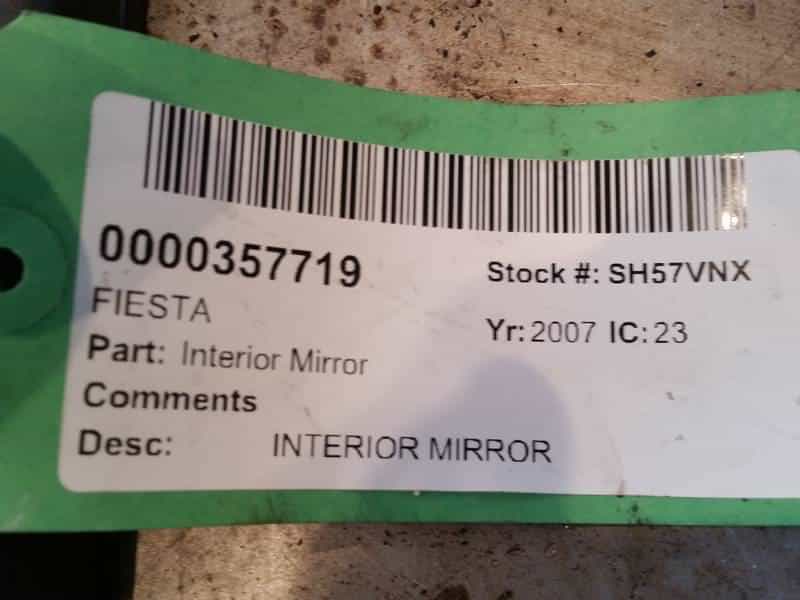 0000357719
Stock #: SH57VNX
FIESTA
Yr: 2007 IC: 23
Part: Interior Mirror
Comments
Desc: INTERIOR MIRROR